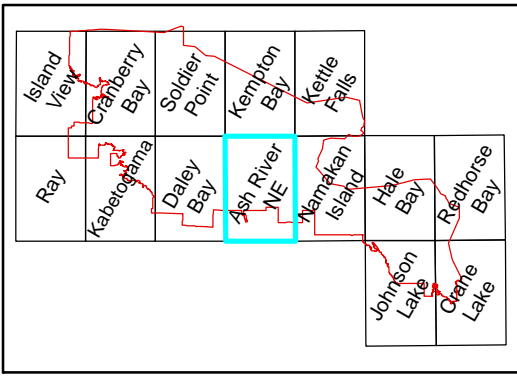 Island
View
Cranberry
Bay
Soldier
Point
Kempton
Bay
Kettle
Falls
Ray
Kabetogama
Daley
Bay
Ash River
NE
Namakan
Island
Hale
Bay
Redhorse
Bay
Johnson
Lake
Crane
Lake